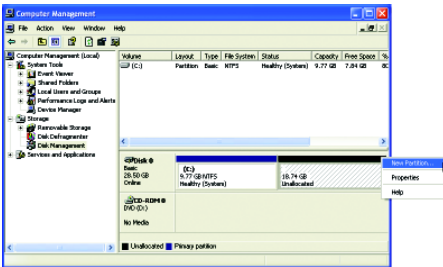 Computer Management
File Action View Window Help
Computer Management (Local)
System Tools
Event Viewer
Shared Folders
Local Users and Groups
Performance Logs and Alerts
Device Manager
Storage
Removable Storage
Disk Defragmenter
Disk Management
Services and Applications
Volume Layout Type File System Status Capacity Free Space %
(C:) Partition Basic NTFS Healthy (System) 9.77 GB 7.84 GB 80
Disk 0
Basic
28.50 GB
Online
(C:)
9.77 GB NTFS
Healthy (System)
18.74 GB
Unallocated
New Partition...
Properties
Help
CD-ROM 0
DVD (D:)
No Media
Unallocated Primary partition